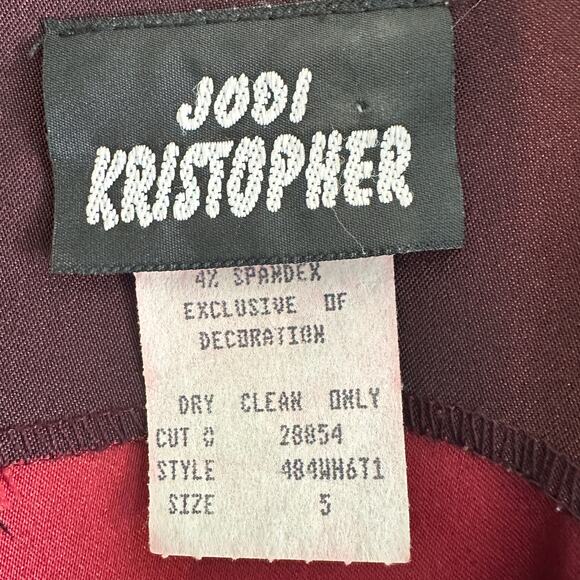 JODI
KRISTOPHER
4% SPANDEX
EXCLUSIVE OF
DECORATION
DRY CLEAN ONLY
CUT # 28854
STYLE 484WH6T1
SIZE 5